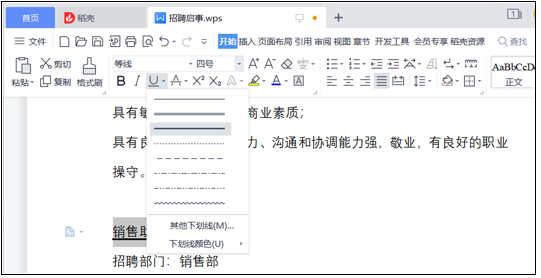 首页 稻壳 招聘启事.wps 1
文件 开始 插入 页面布局 引用 审阅 视图 章节 开发工具 会员专享 稻壳资源 查找
剪切 等线 四号 A+ A-
粘贴 复制 格式刷 B I U A X² X₂ A A A AaBbCcDd 正文
具有敏 商业素质；
具有良 力、沟通和协调能力强，敬业，有良好的职业
操守。
其他下划线(M)...
销售助
下划线颜色(U)
招聘部门：销售部